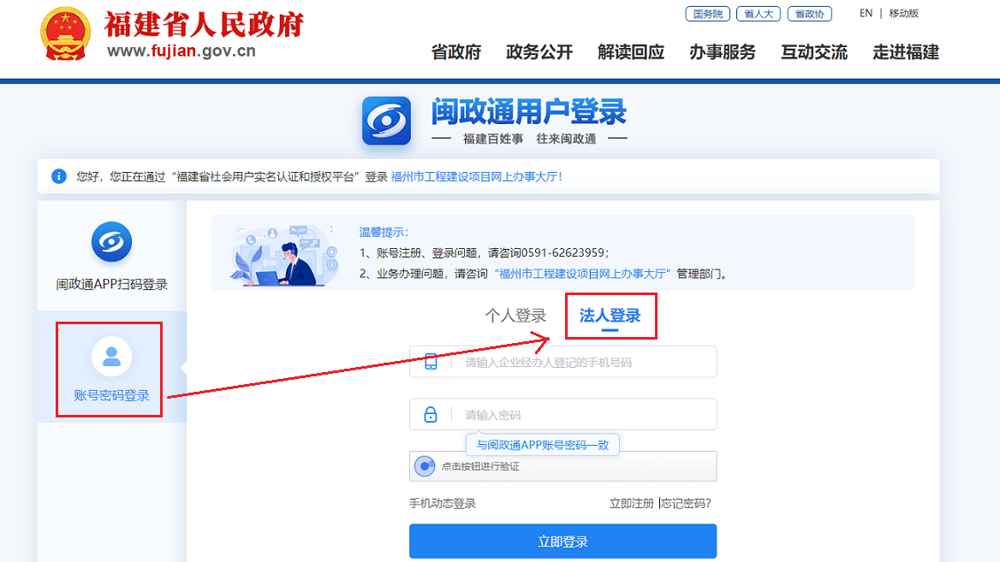 福建省人民政府
www.fujian.gov.cn
国务院 省人大 省政协 EN | 移动版
省政府 政务公开 解读回应 办事服务 互动交流 走进福建
闽政通用户登录
福建百姓事 往来闽政通
您好，您正在通过“福建省社会用户实名认证和授权平台”登录 福州市工程建设项目网上办事大厅！
闽政通APP扫码登录
账号密码登录
温馨提示：
1、账号注册、登录问题，请咨询0591-62623959；
2、业务办理问题，请咨询“福州市工程建设项目网上办事大厅”管理部门。
个人登录 法人登录
请输入企业经办人登记的手机号码
请输入密码
与闽政通APP账号密码一致
点击按钮进行验证
手机动态登录 立即注册 |忘记密码?
立即登录